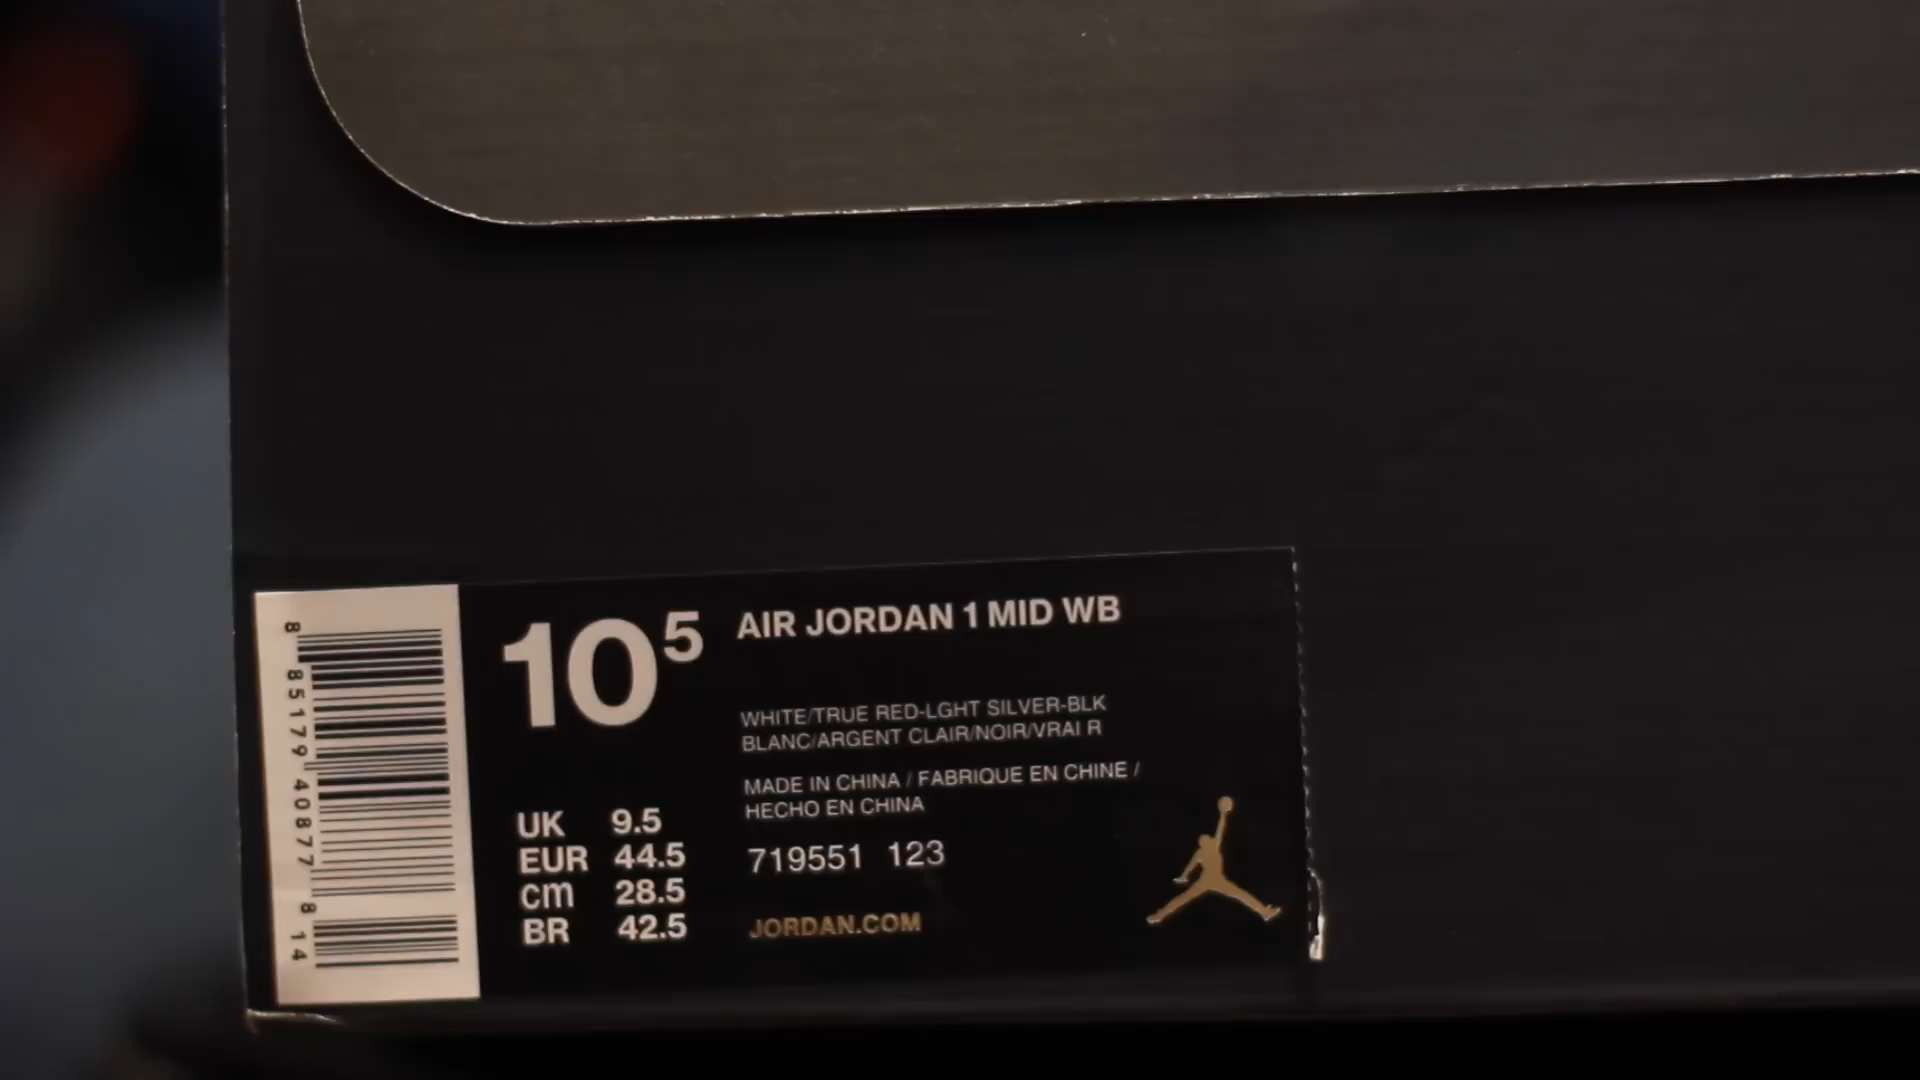 8 85179 40877 8 14
10⁵
AIR JORDAN 1 MID WB
WHITE/TRUE RED-LGHT SILVER-BLK
BLANC/ARGENT CLAIR/NOIR/VRAI R
MADE IN CHINA / FABRIQUE EN CHINE /
HECHO EN CHINA
UK 9.5
EUR 44.5
cm 28.5
BR 42.5
719551 123
JORDAN.COM